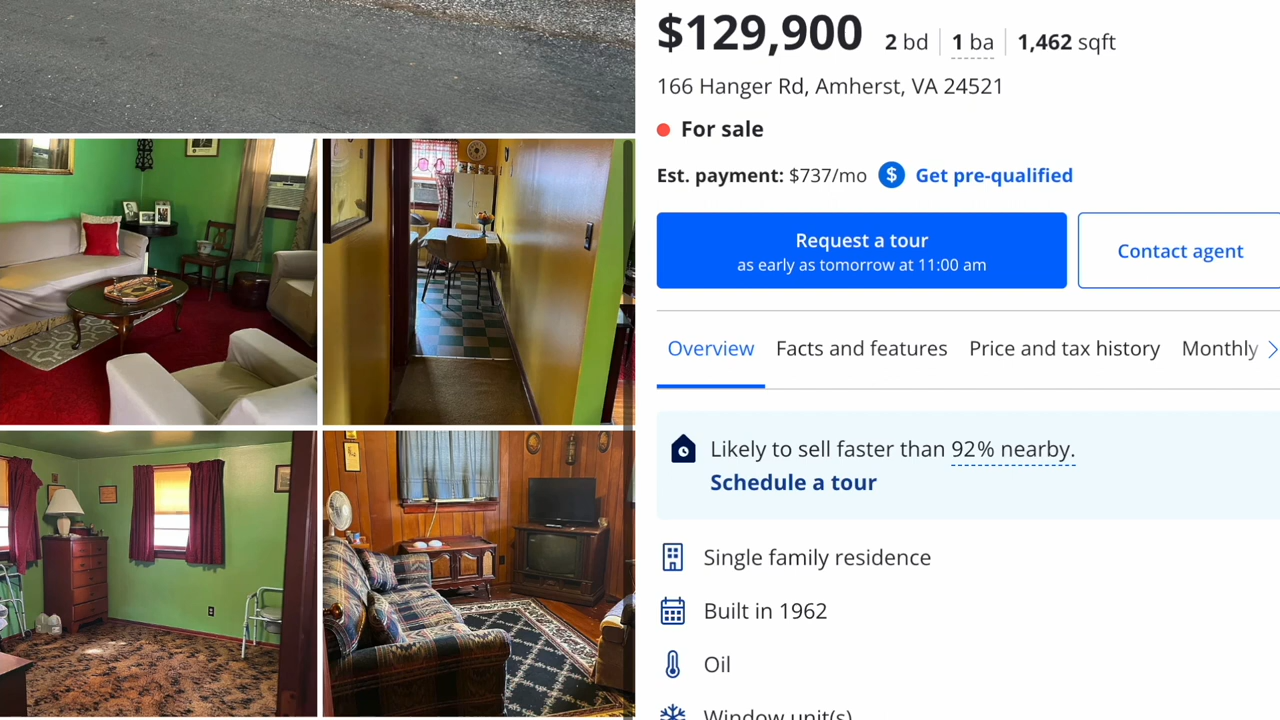 $129,900 2 bd 1 ba 1,462 sqft
166 Hanger Rd, Amherst, VA 24521
For sale
Est. payment: $737/mo $ Get pre-qualified
Request a tour
as early as tomorrow at 11:00 am
Contact agent
Overview Facts and features Price and tax history Monthly
Likely to sell faster than 92% nearby.
Schedule a tour
Single family residence
Built in 1962
Oil
Window unit(s)